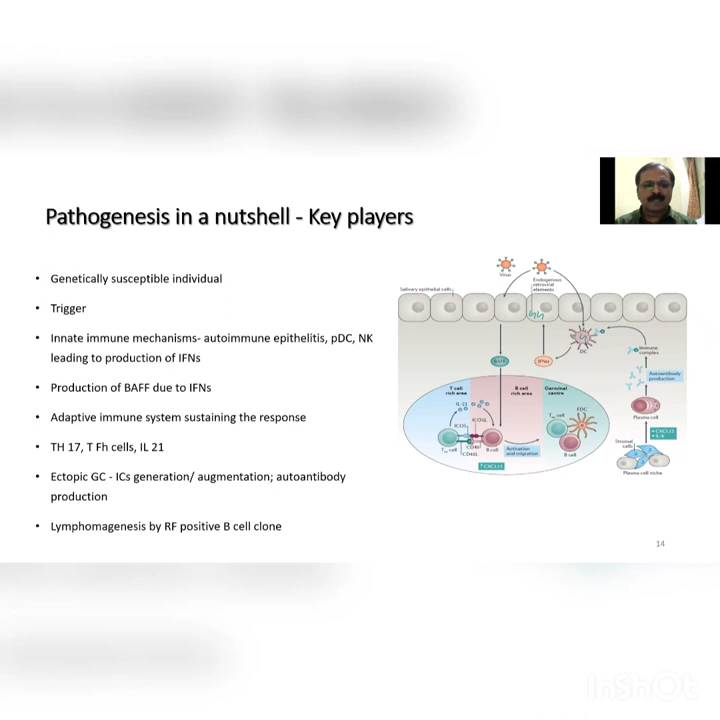 Pathogenesis in a nutshell - Key players
• Genetically susceptible individual
• Trigger
• Innate immune mechanisms- autoimmune epithelitis, pDC, NK
leading to production of IFNs
• Production of BAFF due to IFNs
• Adaptive immune system sustaining the response
• TH 17, T Fh cells, IL 21
• Ectopic GC - ICs generation/ augmentation; autoantibody
production
• Lymphomagenesis by RF positive B cell clone
Virus
Endogenous
retroviral
elements
Salivary epithelial cells
DC
Immune
complex
BAFF
IFNα
Autoantibody
production
T cell
rich area
B cell
rich area
Germinal
centre
IL-21
ICOSL
ICOS
CD40
CD40L
B cell
Activation
and migration
↑CXCL13
FDC
B cell
Plasma cell
Stromal
cells
Plasma cell niche
14
InShOt